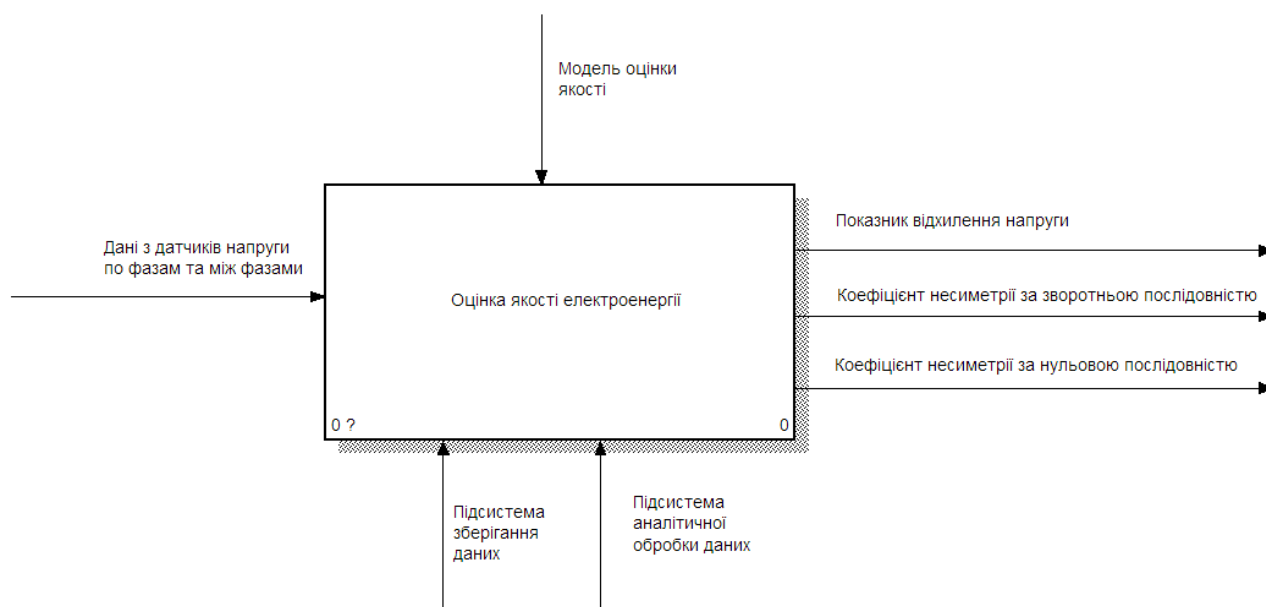 Модель оцінки
якості
Показник відхилення напруги
Дані з датчиків напруги
по фазам та між фазами
Оцінка якості електроенергії
Коефіцієнт несиметрії за зворотньою послідовністю
Коефіцієнт несиметрії за нульовою послідовністю
0 ?
0
Підсистема
зберігання
даних
Підсистема
аналітичної
обробки даних